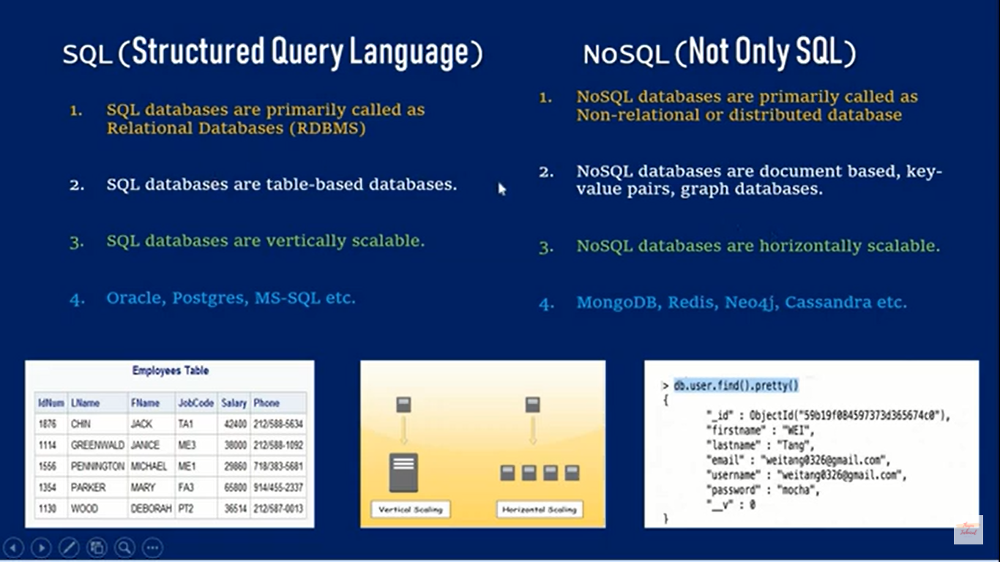 SQL (Structured Query Language)
1. SQL databases are primarily called as
Relational Databases (RDBMS)
2. SQL databases are table-based databases.
3. SQL databases are vertically scalable.
4. Oracle, Postgres, MS-SQL etc.
NoSQL (Not Only SQL)
1. NoSQL databases are primarily called as
Non-relational or distributed database
2. NoSQL databases are document based, key-
value pairs, graph databases.
3. NoSQL databases are horizontally scalable.
4. MongoDB, Redis, Neo4j, Cassandra etc.
Employees Table
IdNum LName FName JobCode Salary Phone
1876 CHIN JACK TA1 42400 212/588-5634
1114 GREENWALD JANICE ME3 38000 212/588-1092
1556 PENNINGTON MICHAEL ME1 29860 718/383-5681
1354 PARKER MARY FA3 65800 914/455-2337
1130 WOOD DEBORAH PT2 36514 212/587-0013
Vertical Scaling Horizontal Scaling
> db.user.find().pretty()
{
"_id" : ObjectId("59b19f084597373d365674c0"),
"firstname" : "WEI",
"lastname" : "Tang",
"email" : "weitang0326@gmail.com",
"username" : "weitang0326@gmail.com",
"password" : "mocha",
"__v" : 0
}